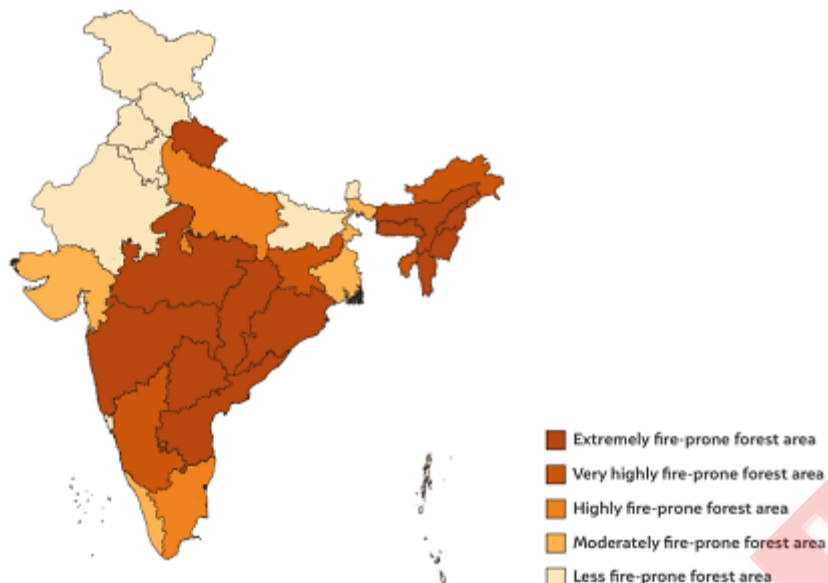 Extremely fire-prone forest area
Very highly fire-prone forest area
Highly fire-prone forest area
Moderately fire-prone forest area
Less fire-prone forest area